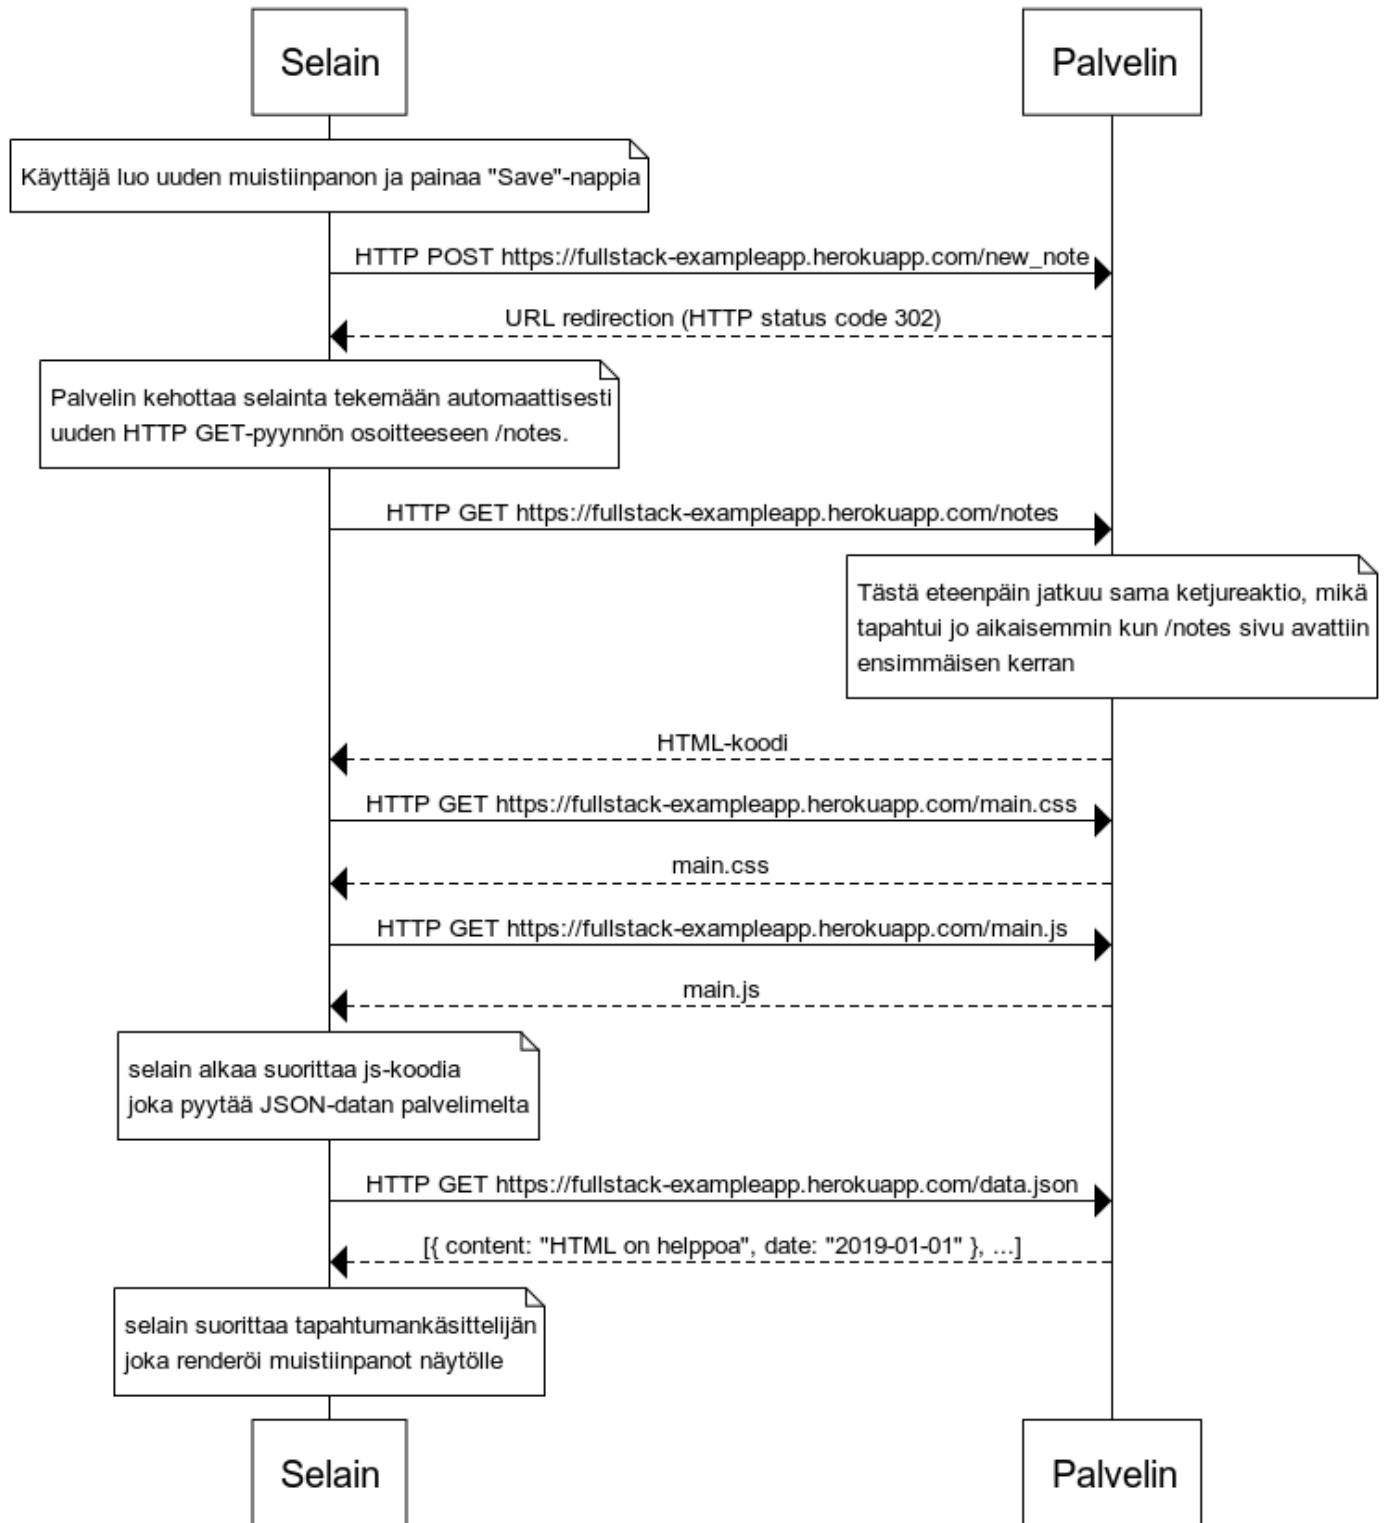 Selain
Palvelin
Käyttäjä luo uuden muistiinpanon ja painaa "Save"-nappia
HTTP POST https://fullstack-exampleapp.herokuapp.com/new_note
URL redirection (HTTP status code 302)
Palvelin kehottaa selainta tekemään automaattisesti
uuden HTTP GET-pyynnön osoitteeseen /notes.
HTTP GET https://fullstack-exampleapp.herokuapp.com/notes
Tästä eteenpäin jatkuu sama ketjureaktio, mikä
tapahtui jo aikaisemmin kun /notes sivu avattiin
ensimmäisen kerran
HTML-koodi
HTTP GET https://fullstack-exampleapp.herokuapp.com/main.css
main.css
HTTP GET https://fullstack-exampleapp.herokuapp.com/main.js
main.js
selain alkaa suorittaa js-koodia
joka pyytää JSON-datan palvelimelta
HTTP GET https://fullstack-exampleapp.herokuapp.com/data.json
[{ content: "HTML on helppoa", date: "2019-01-01" }, ...]
selain suorittaa tapahtumankäsittelijän
joka renderöi muistiinpanot näytölle
Selain
Palvelin